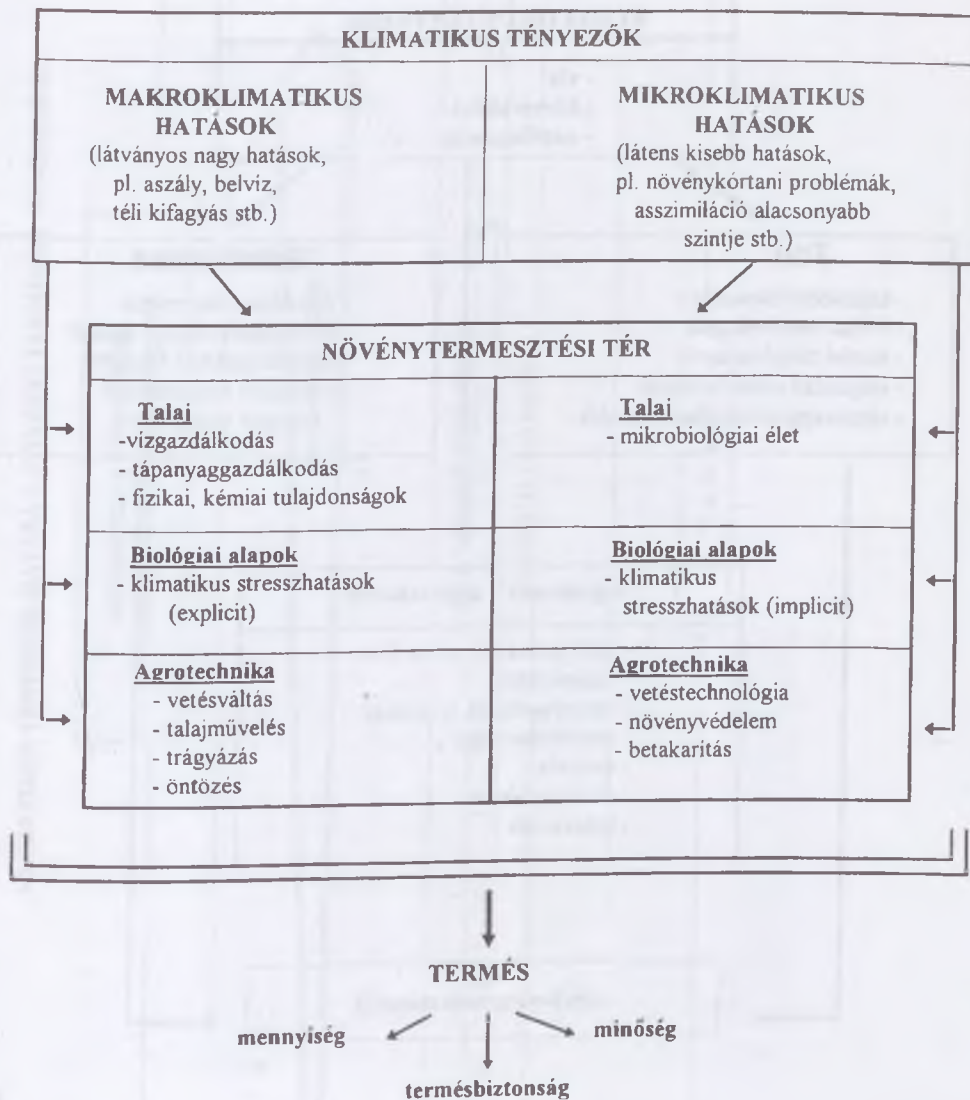 KLIMATIKUS TÉNYEZŐK
MAKROKLIMATIKUS
HATÁSOK
(látványos nagy hatások,
pl. aszály, belvíz,
téli kifagyás stb.)
MIKROKLIMATIKUS
HATÁSOK
(látens kisebb hatások,
pl. növénykórtani problémák,
asszimiláció alacsonyabb
szintje stb.)
NÖVÉNYTERMESZTÉSI TÉR
Talaj
-vízgazdálkodás
- tápanyaggazdálkodás
- fizikai, kémiai tulajdonságok
Talaj
- mikrobiológiai élet
Biológiai alapok
- klimatikus stresszhatások
(explicit)
Biológiai alapok
- klimatikus
stresszhatások (implicit)
Agrotechnika
- vetésváltás
- talajművelés
- trágyázás
- öntözés
Agrotechnika
- vetéstechnológia
- növényvédelem
- betakarítás
TERMÉS
mennyiség
minőség
termésbiztonság